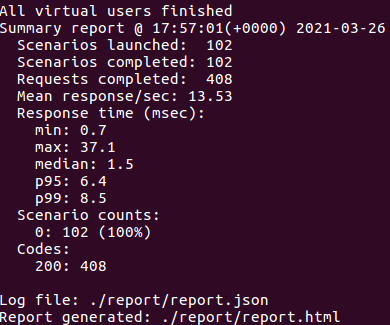 All virtual users finished
Summary report @ 17:57:01(+0000) 2021-03-26
  Scenarios launched:  102
  Scenarios completed: 102
  Requests completed:  408
  Mean response/sec: 13.53
  Response time (msec):
    min: 0.7
    max: 37.1
    median: 1.5
    p95: 6.4
    p99: 8.5
  Scenario counts:
    0: 102 (100%)
  Codes:
    200: 408

Log file: ./report/report.json
Report generated: ./report/report.html